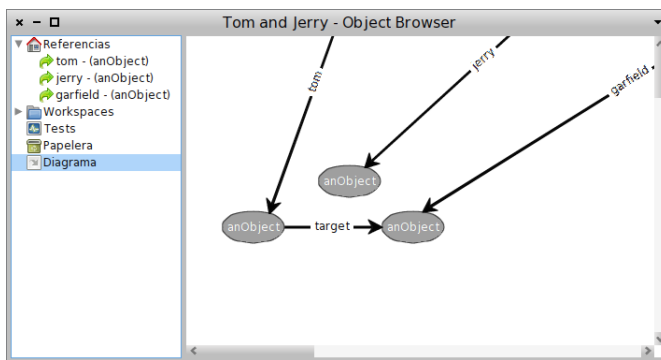 Tom and Jerry - Object Browser
Referencias
tom - (anObject)
jerry - (anObject)
garfield - (anObject)
Workspaces
Tests
Papelera
Diagrama
tom
jerry
garfield
anObject
anObject
target
anObject